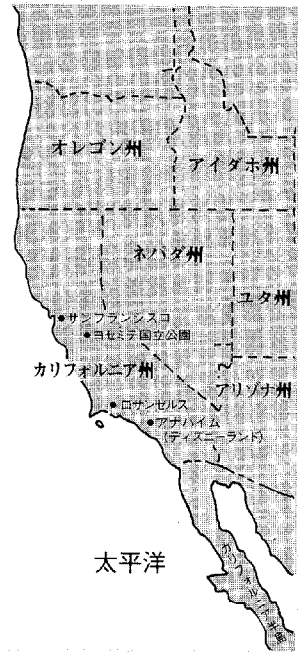 オレゴン州
アイダホ州
ネバダ州
ユタ州
サンフランシスコ
ヨセミテ国立公園
カリフォルニア州
アリゾナ州
ロサンゼルス
アナハイム
(ディズニーランド)
太平洋
カリフォルニア半島